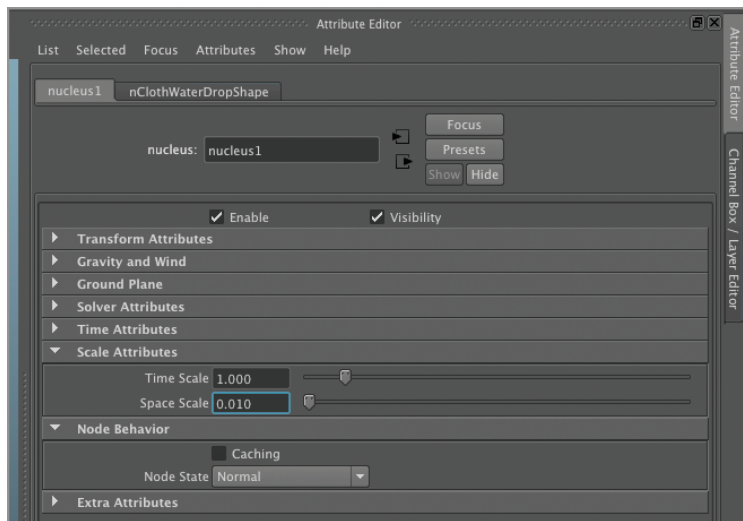 Attribute Editor
List Selected Focus Attributes Show Help
nucleus1 nClothWaterDropShape
Focus
nucleus: nucleus1
Presets
Show Hide
Enable Visibility
Transform Attributes
Gravity and Wind
Ground Plane
Solver Attributes
Time Attributes
Scale Attributes
Time Scale 1.000
Space Scale 0.010
Node Behavior
Caching
Node State Normal
Extra Attributes
Attribute Editor
Channel Box / Layer Editor